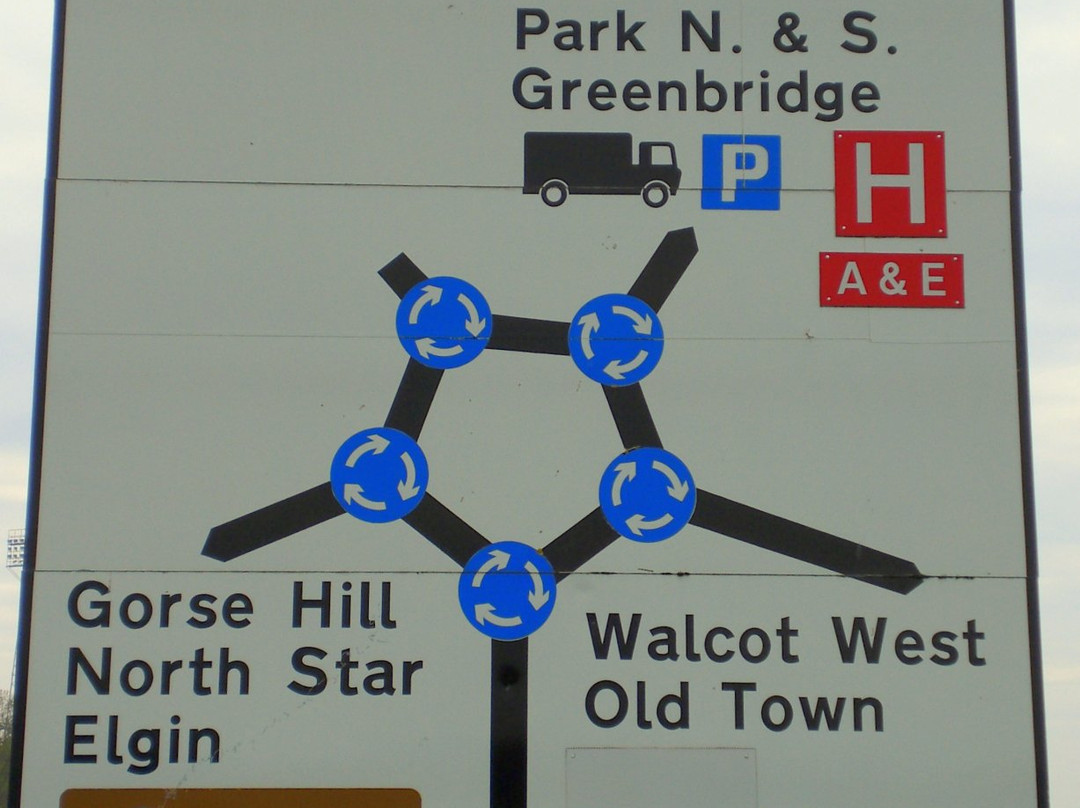 Park N. & S.
Greenbridge
P
H
A & E
Gorse Hill
North Star
Elgin
Walcot West
Old Town